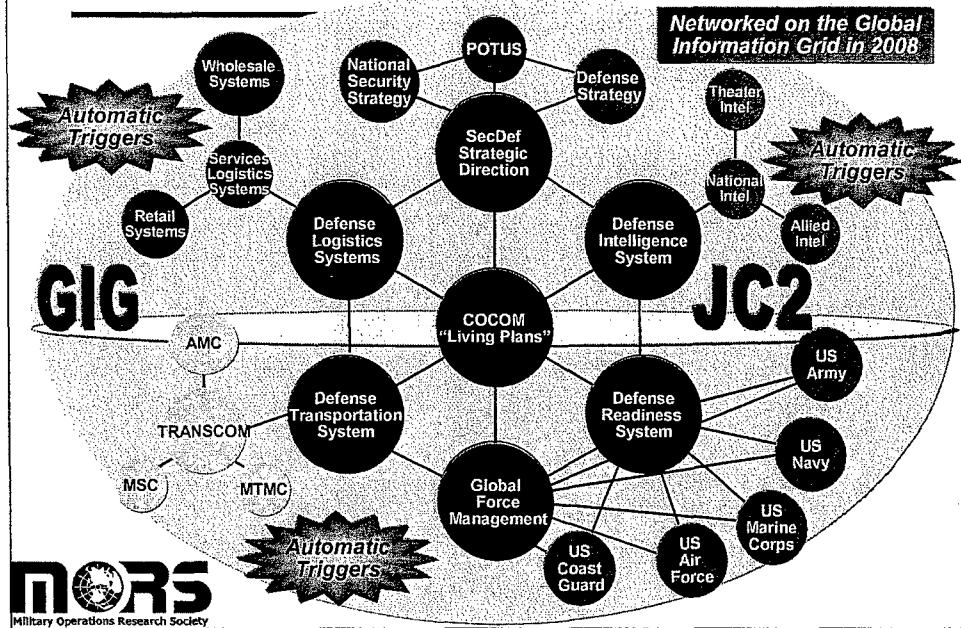 Networked on the Global
Information Grid in 2008
POTUS
National
Security
Strategy
Defense
Strategy
Wholesale
Systems
Automatic
Triggers
Services
Logistics
Systems
Retail
Systems
SecDef
Strategic
Direction
Theater
Intel
Automatic
Triggers
National
Intel
Allied
Intel
Defense
Logistics
Systems
Defense
Intelligence
System
GIG
JC2
COCOM
"Living Plans"
AMC
TRANSCOM
MSC
MTMC
Defense
Transportation
System
Defense
Readiness
System
US
Army
US
Navy
US
Marine
Corps
US
Air
Force
US
Coast
Guard
Global
Force
Management
Automatic
Triggers
MORS
Military Operations Research Society